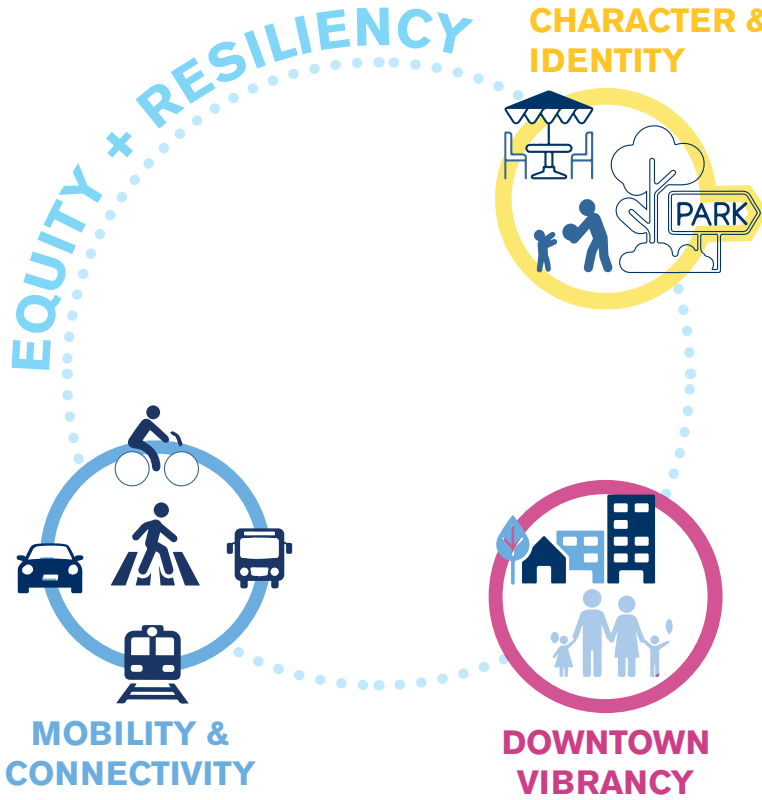 EQUITY + RESILIENCY
CHARACTER &
IDENTITY
PARK
MOBILITY &
CONNECTIVITY
DOWNTOWN
VIBRANCY